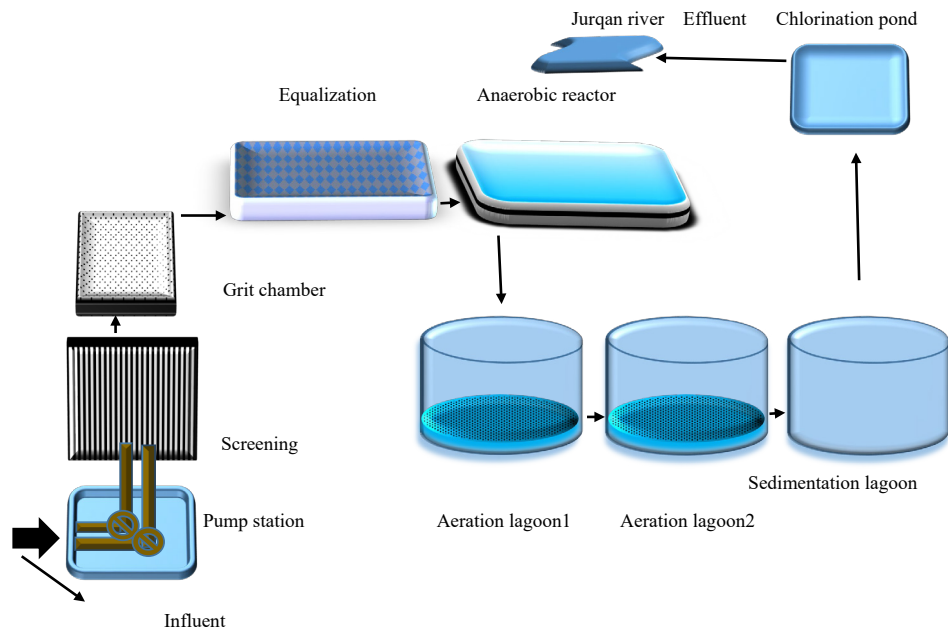 Jurqan river
Effluent
Chlorination pond
Equalization
Anaerobic reactor
Grit chamber
Screening
Sedimentation lagoon
Pump station
Aeration lagoon1
Aeration lagoon2
Influent